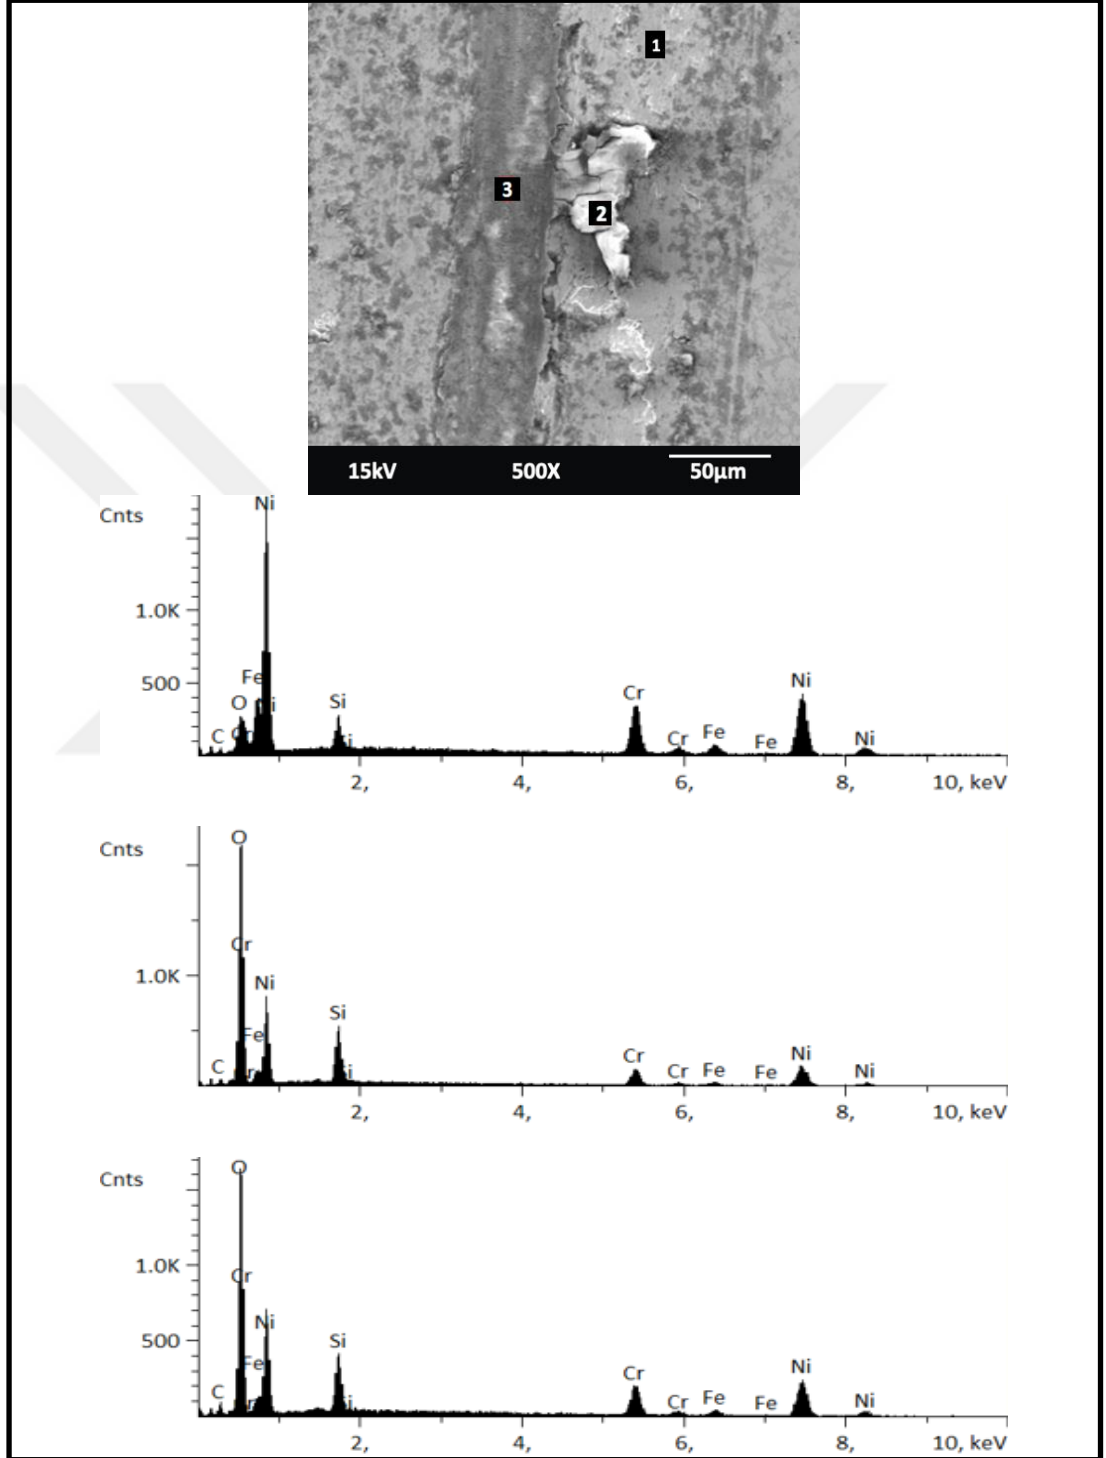 1
3
2
15kV 500X 50µm
Cnts
Ni
1.0K
Fe
500
O Si Cr Ni
C Cr Fe Fe Ni
2, 4, 6, 8, 10, keV
Cnts
O
Cr
1.0K
Ni
Si
Fe
C Cr Cr Fe Fe Ni Ni
2, 4, 6, 8, 10, keV
Cnts
O
1.0K
Cr
Ni
500
Si
Fe
C Cr Cr Fe Fe Ni Ni
2, 4, 6, 8, 10, keV